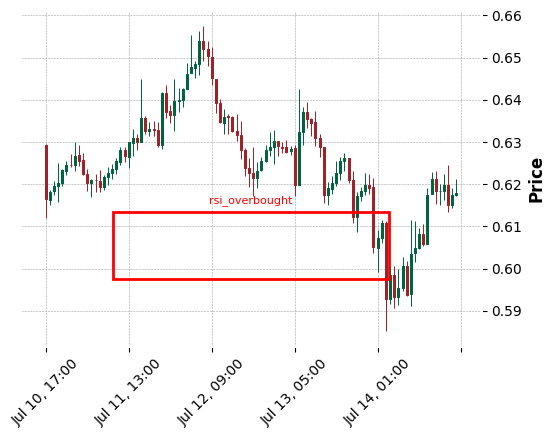 0.66
0.65
0.64
0.63
0.62
rsi_overbought
0.61
0.60
0.59
Price
Jul 10, 17:00
Jul 11, 13:00
Jul 12, 09:00
Jul 13, 05:00
Jul 14, 01:00